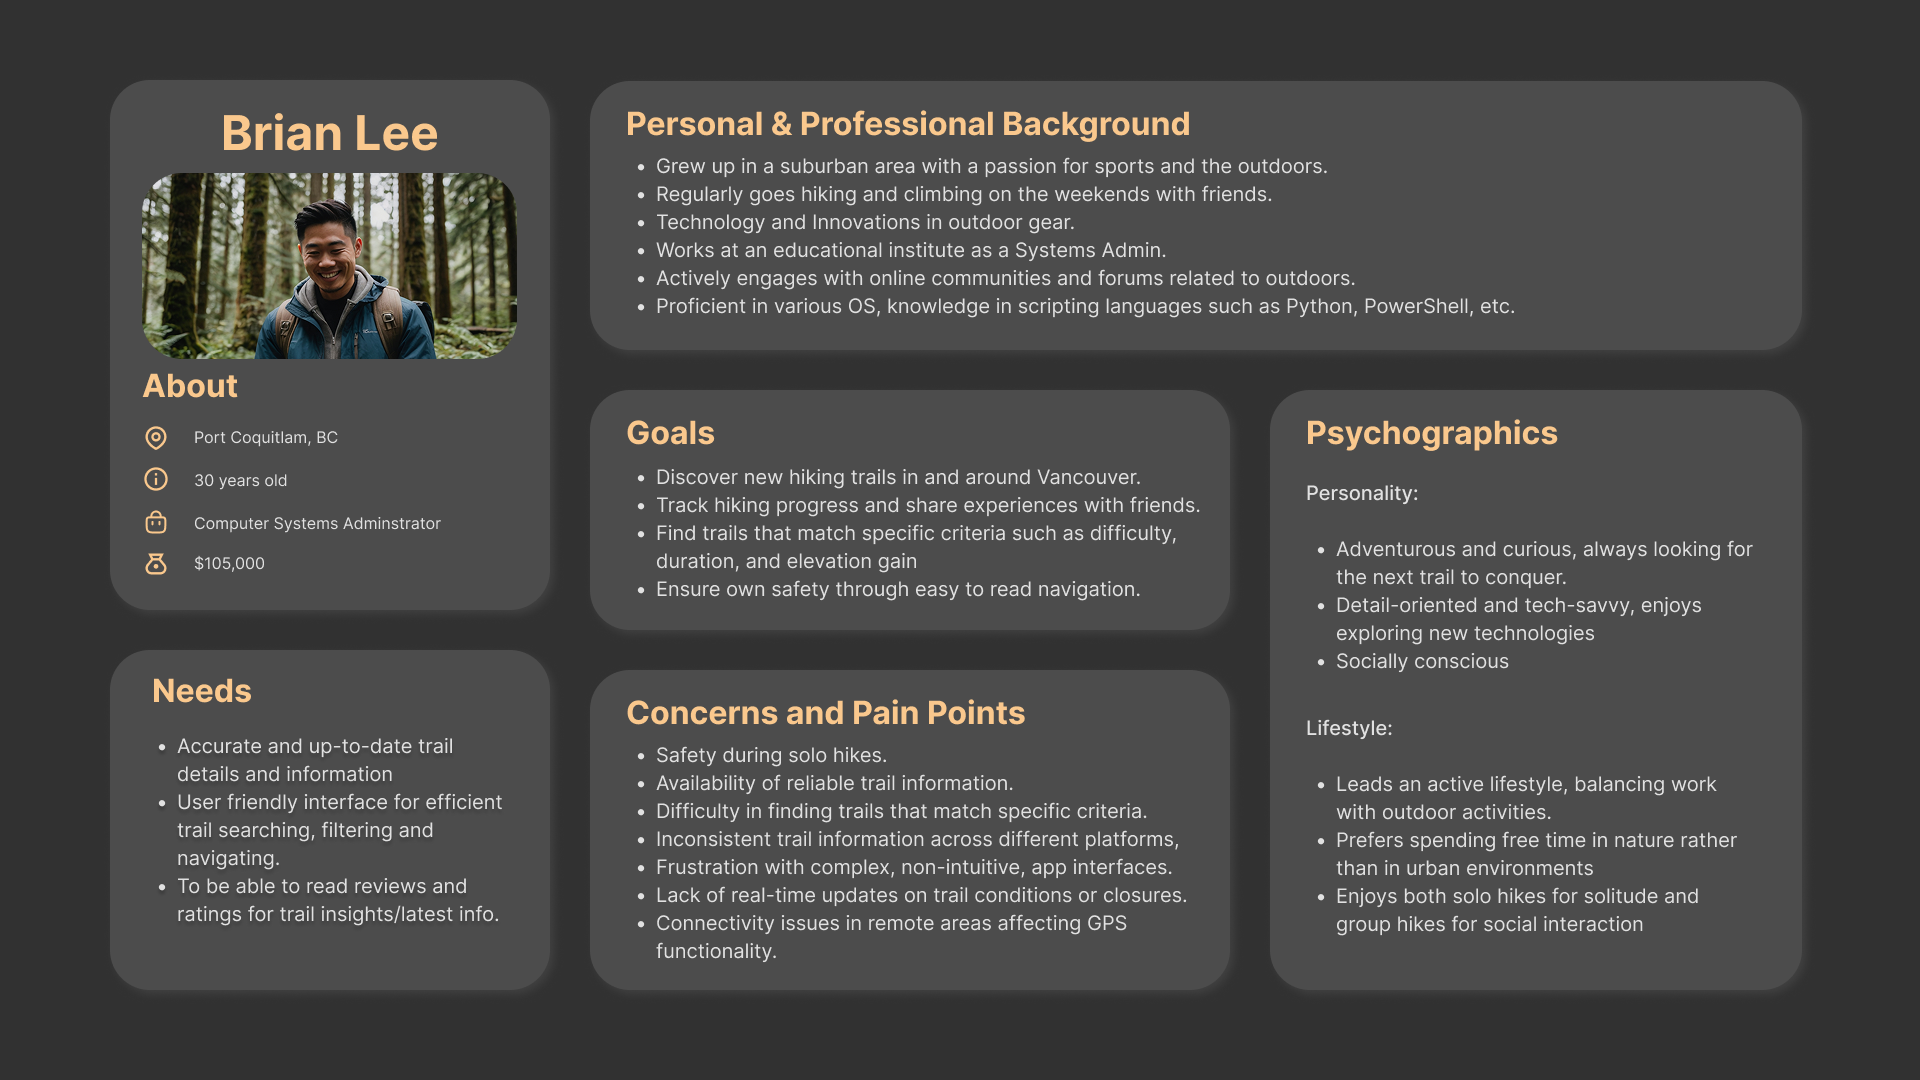 Brian Lee
About
Port Coquitlam, BC
30 years old
Computer Systems Adminstrator
$105,000
Needs
• Accurate and up-to-date trail
details and information
• User friendly interface for efficient
trail searching, filtering and
navigating.
• To be able to read reviews and
ratings for trail insights/latest info.
Personal & Professional Background
• Grew up in a suburban area with a passion for sports and the outdoors.
• Regularly goes hiking and climbing on the weekends with friends.
• Technology and Innovations in outdoor gear.
• Works at an educational institute as a Systems Admin.
• Actively engages with online communities and forums related to outdoors.
• Proficient in various OS, knowledge in scripting languages such as Python, PowerShell, etc.
Goals
• Discover new hiking trails in and around Vancouver.
• Track hiking progress and share experiences with friends.
• Find trails that match specific criteria such as difficulty,
duration, and elevation gain
• Ensure own safety through easy to read navigation.
Concerns and Pain Points
• Safety during solo hikes.
• Availability of reliable trail information.
• Difficulty in finding trails that match specific criteria.
• Inconsistent trail information across different platforms,
• Frustration with complex, non-intuitive, app interfaces.
• Lack of real-time updates on trail conditions or closures.
• Connectivity issues in remote areas affecting GPS
functionality.
Psychographics
Personality:
• Adventurous and curious, always looking for
the next trail to conquer.
• Detail-oriented and tech-savvy, enjoys
exploring new technologies
• Socially conscious
Lifestyle:
• Leads an active lifestyle, balancing work
with outdoor activities.
• Prefers spending free time in nature rather
than in urban environments
• Enjoys both solo hikes for solitude and
group hikes for social interaction